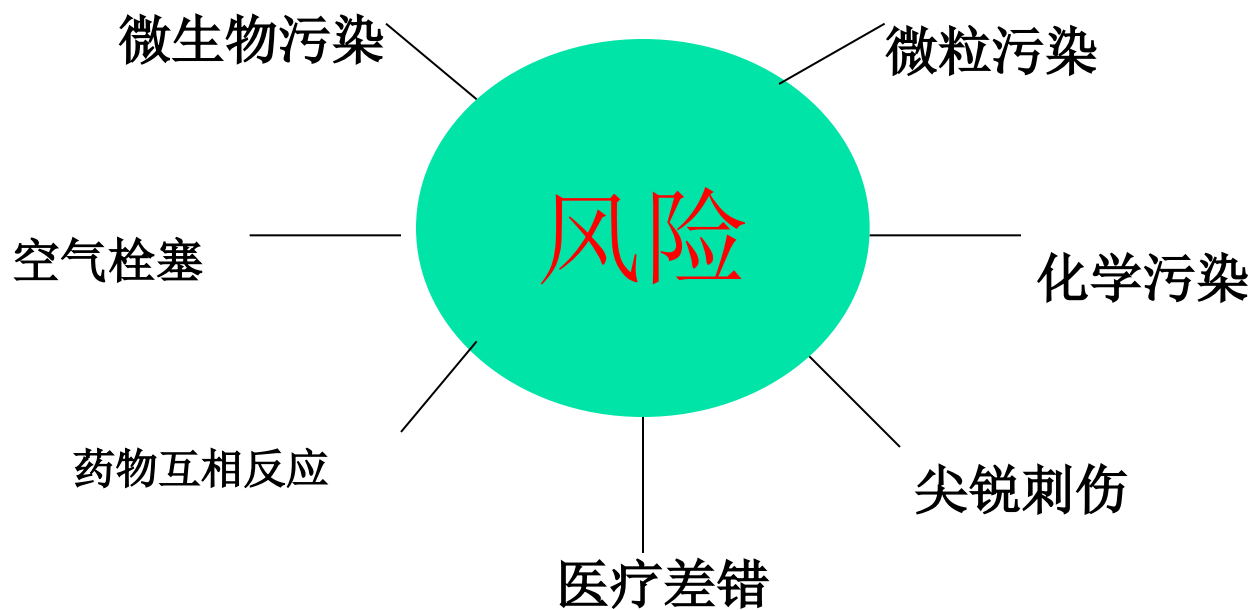 微生物污染
微粒污染
风险
空气栓塞
化学污染
药物互相反应
尖锐刺伤
医疗差错